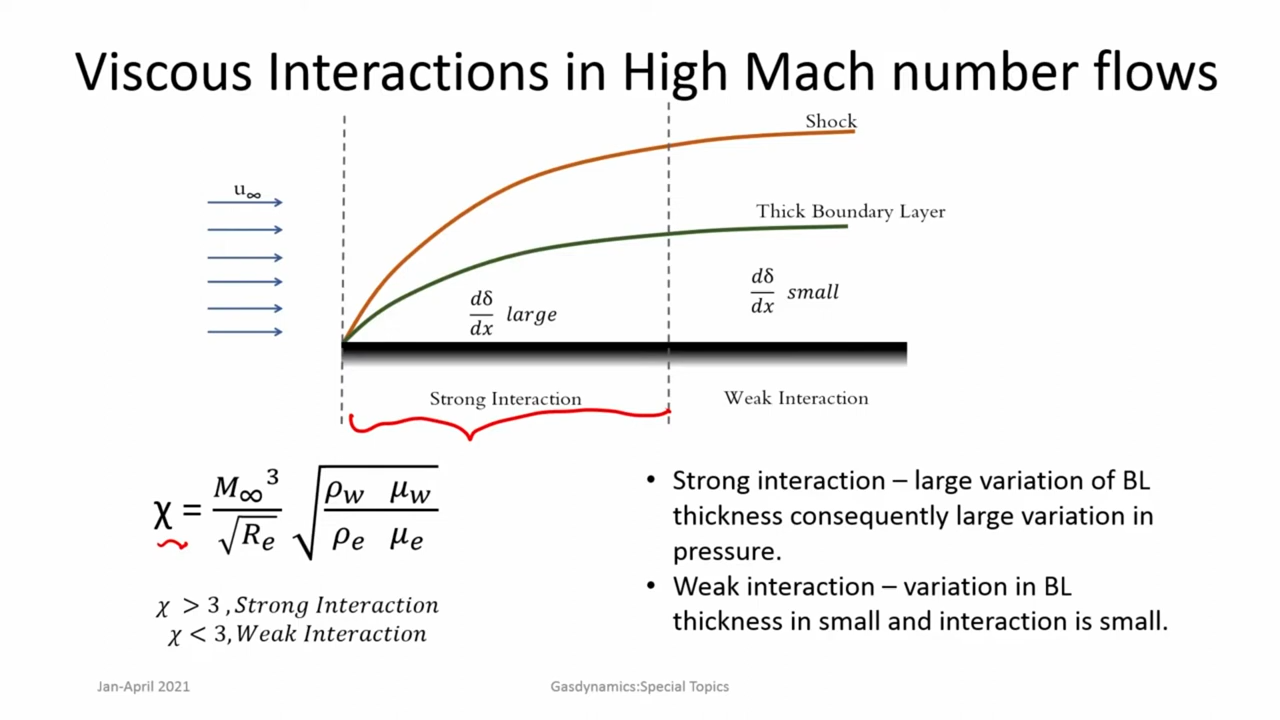 Viscous Interactions in High Mach number flows
Shock
u∞
Thick Boundary Layer
dδ/dx large
dδ/dx small
Strong Interaction
Weak Interaction
χ = M∞³/√Re √(ρw μw / ρe μe)
χ > 3 , Strong Interaction
χ < 3, Weak Interaction
• Strong interaction – large variation of BL
thickness consequently large variation in
pressure.
• Weak interaction – variation in BL
thickness in small and interaction is small.
Jan-April 2021
Gasdynamics:Special Topics